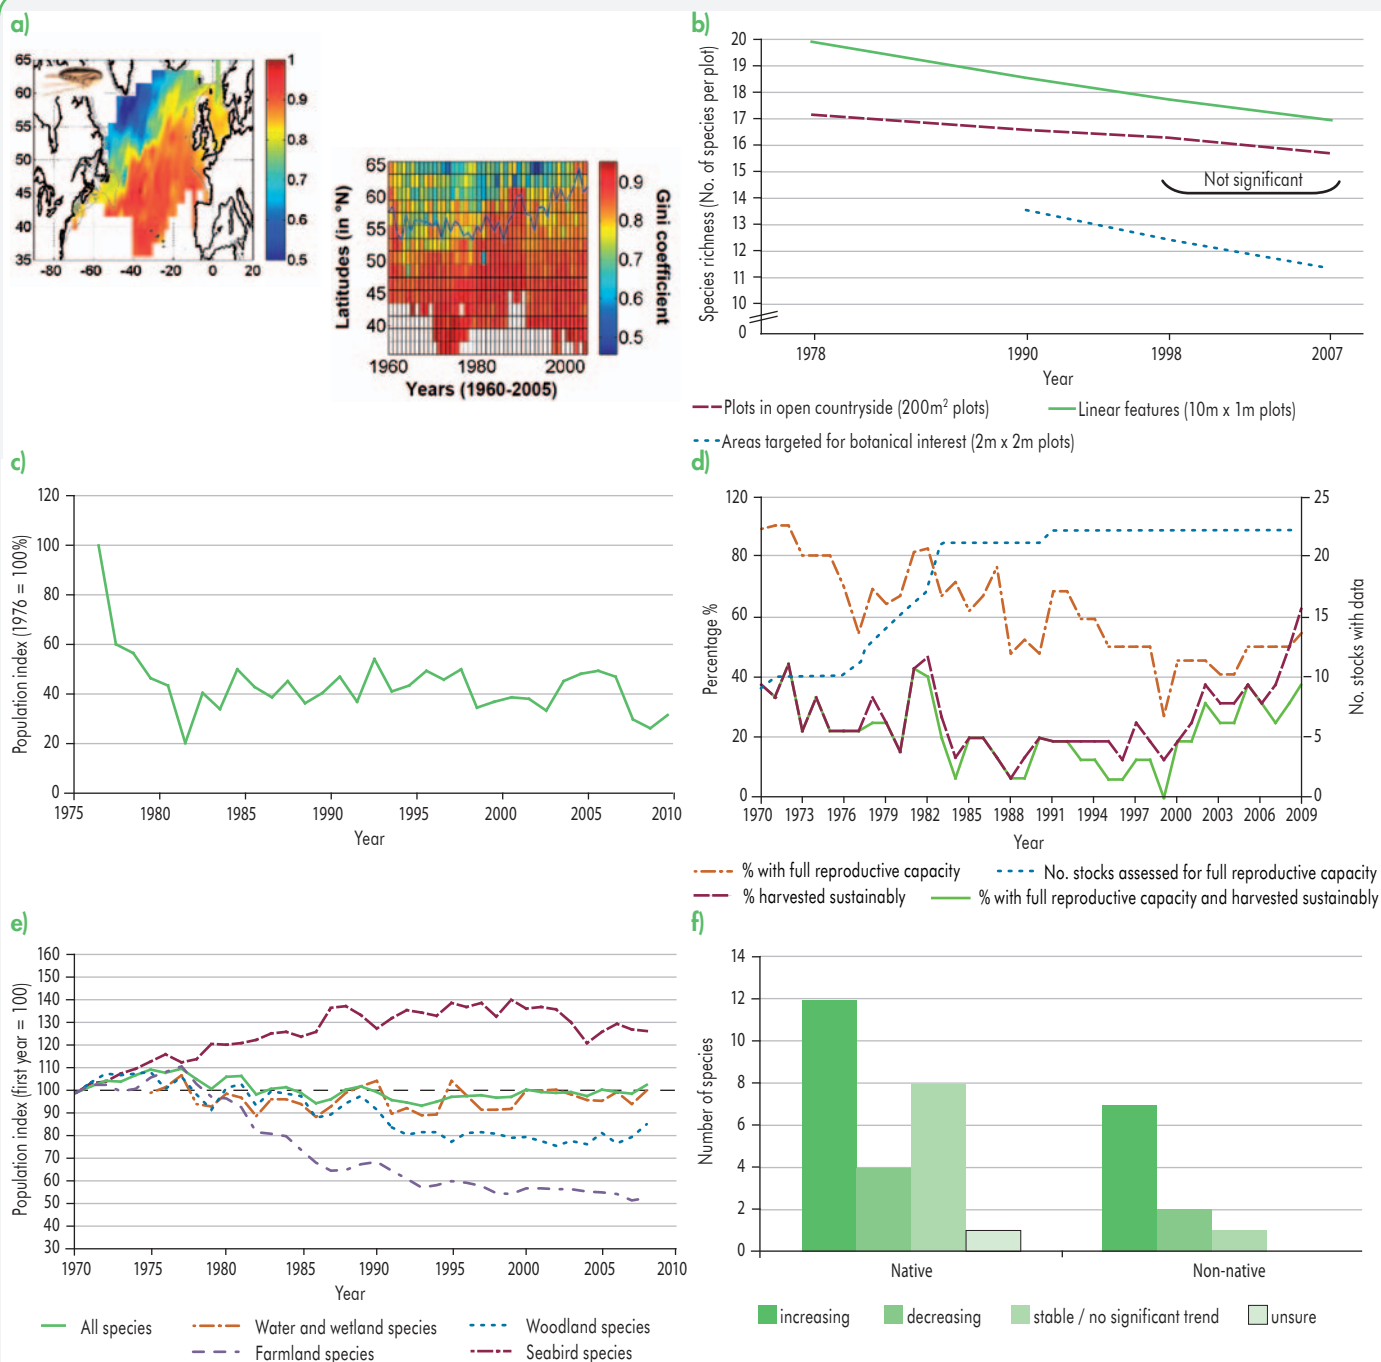 a)
65
60
55
50
45
40
35
-80 -60 -40 -20 0 20
1
0.9
0.8
0.7
0.6
0.5
Latitudes (in °N)
65
60
55
50
45
40
1960 1980 2000
Years (1960-2005)
0.9
0.8
0.7
0.6
0.5
Gini coefficient
b)
Species richness (No. of species per plot)
20
19
18
17
16
15
14
13
12
11
10
0
Not significant
1978 1990 1998 2007
Year
Plots in open countryside (200m² plots)
Linear features (10m x 1m plots)
Areas targeted for botanical interest (2m x 2m plots)
c)
Population index (1976 = 100%)
120
100
80
60
40
20
0
1975 1980 1985 1990 1995 2000 2005 2010
Year
d)
Percentage %
120
80
60
40
20
0
25
20
15
10
5
0
No. stocks with data
1970 1973 1976 1979 1982 1985 1988 1991 1994 1997 2000 2003 2006 2009
Year
% with full reproductive capacity
No. stocks assessed for full reproductive capacity
% harvested sustainably
% with full reproductive capacity and harvested sustainably
e)
Population index (first year = 100)
160
150
140
130
120
110
100
90
80
70
60
50
40
30
1970 1975 1980 1985 1990 1995 2000 2005 2010
Year
All species
Water and wetland species
Woodland species
Farmland species
Seabird species
f)
Number of species
14
12
10
8
6
4
2
0
Native
Non-native
increasing
decreasing
stable / no significant trend
unsure